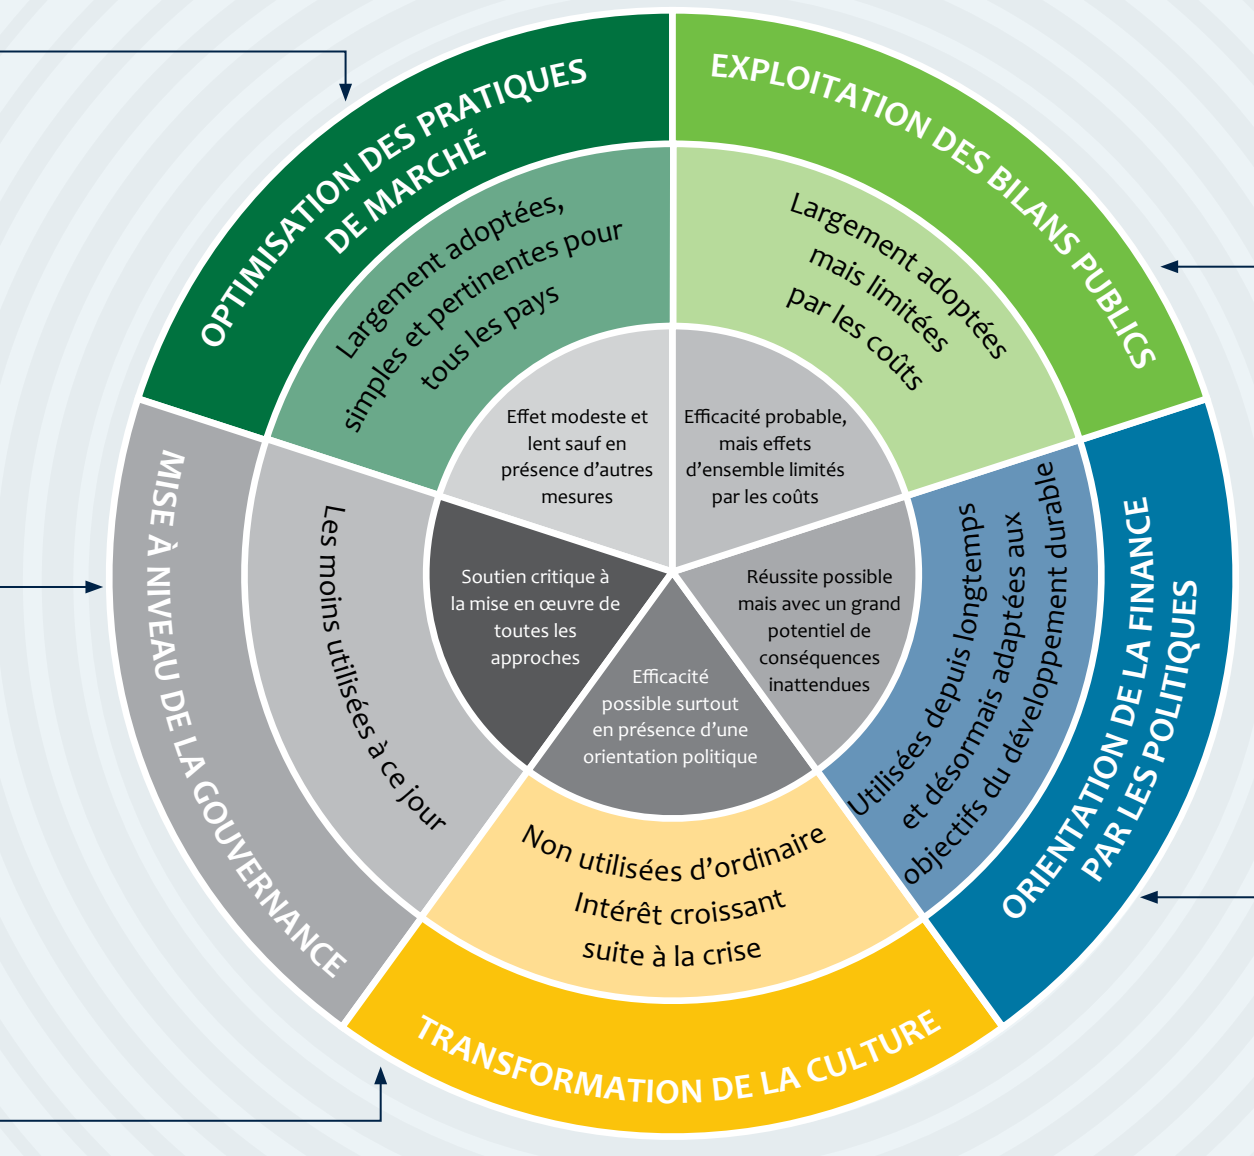 OPTIMISATION DES PRATIQUES
DE MARCHÉ
Largement adoptées,
simples et pertinentes pour
tous les pays
Effet modeste et
lent sauf en
présence d’autres
mesures
EXPLOITATION DES BILANS PUBLICS
Largement adoptées
mais limitées
par les coûts
Efficacité probable,
mais effets
d’ensemble limités
par les coûts
ORIENTATION DE LA FINANCE
PAR LES POLITIQUES
Utilisées depuis longtemps
et désormais adaptées aux
objectifs du développement durable
Réussite possible
mais avec un grand
potentiel de
conséquences
inattendues
TRANSFORMATION DE LA CULTURE
Non utilisées d’ordinaire
Intérêt croissant
suite à la crise
Efficacité
possible surtout
en présence d’une
orientation politique
MISE À NIVEAU DE LA GOUVERNANCE
Les moins utilisées à ce jour
Soutien critique à
la mise en œuvre de
toutes les
approches